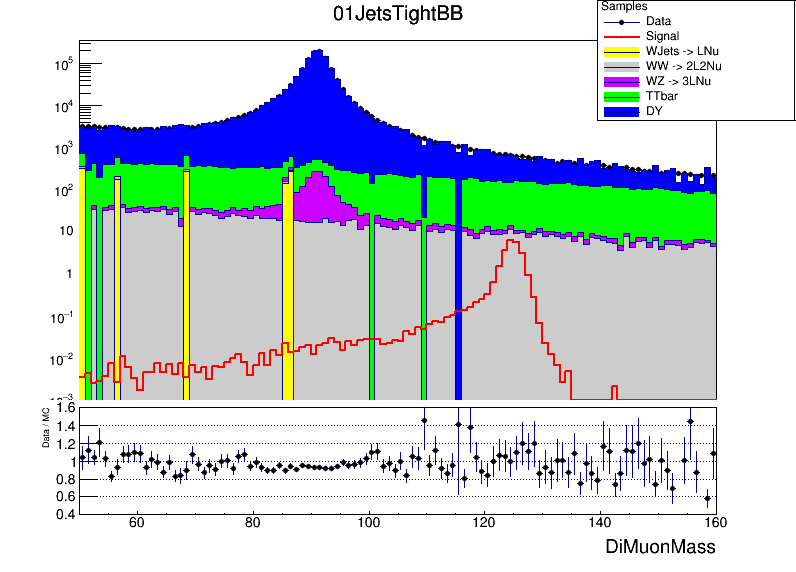 01JetsTightBB
Samples
Data
Signal
WJets -> LNu
WW -> 2L2Nu
WZ -> 3LNu
TTbar
DY
10^5
10^4
10^3
10^2
10
1
10^-1
10^-2
Data / MC
1.6
1.4
1.2
1
0.8
0.6
0.4
60 80 100 120 140 160
DiMuonMass